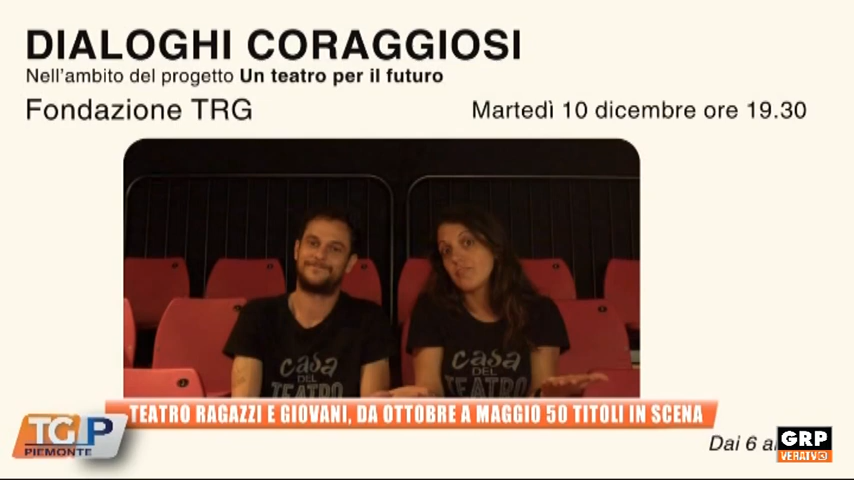 DIALOGHI CORAGGIOSI
Nell'ambito del progetto Un teatro per il futuro
Fondazione TRG
Martedì 10 dicembre ore 19.30
casa
DEL
TEATRO
casa
DEL
TEATRO
TEATRO RAGAZZI E GIOVANI, DA OTTOBRE A MAGGIO 50 TITOLI IN SCENA
TGP
PIEMONTE
Dai 6
GRP
VERATV